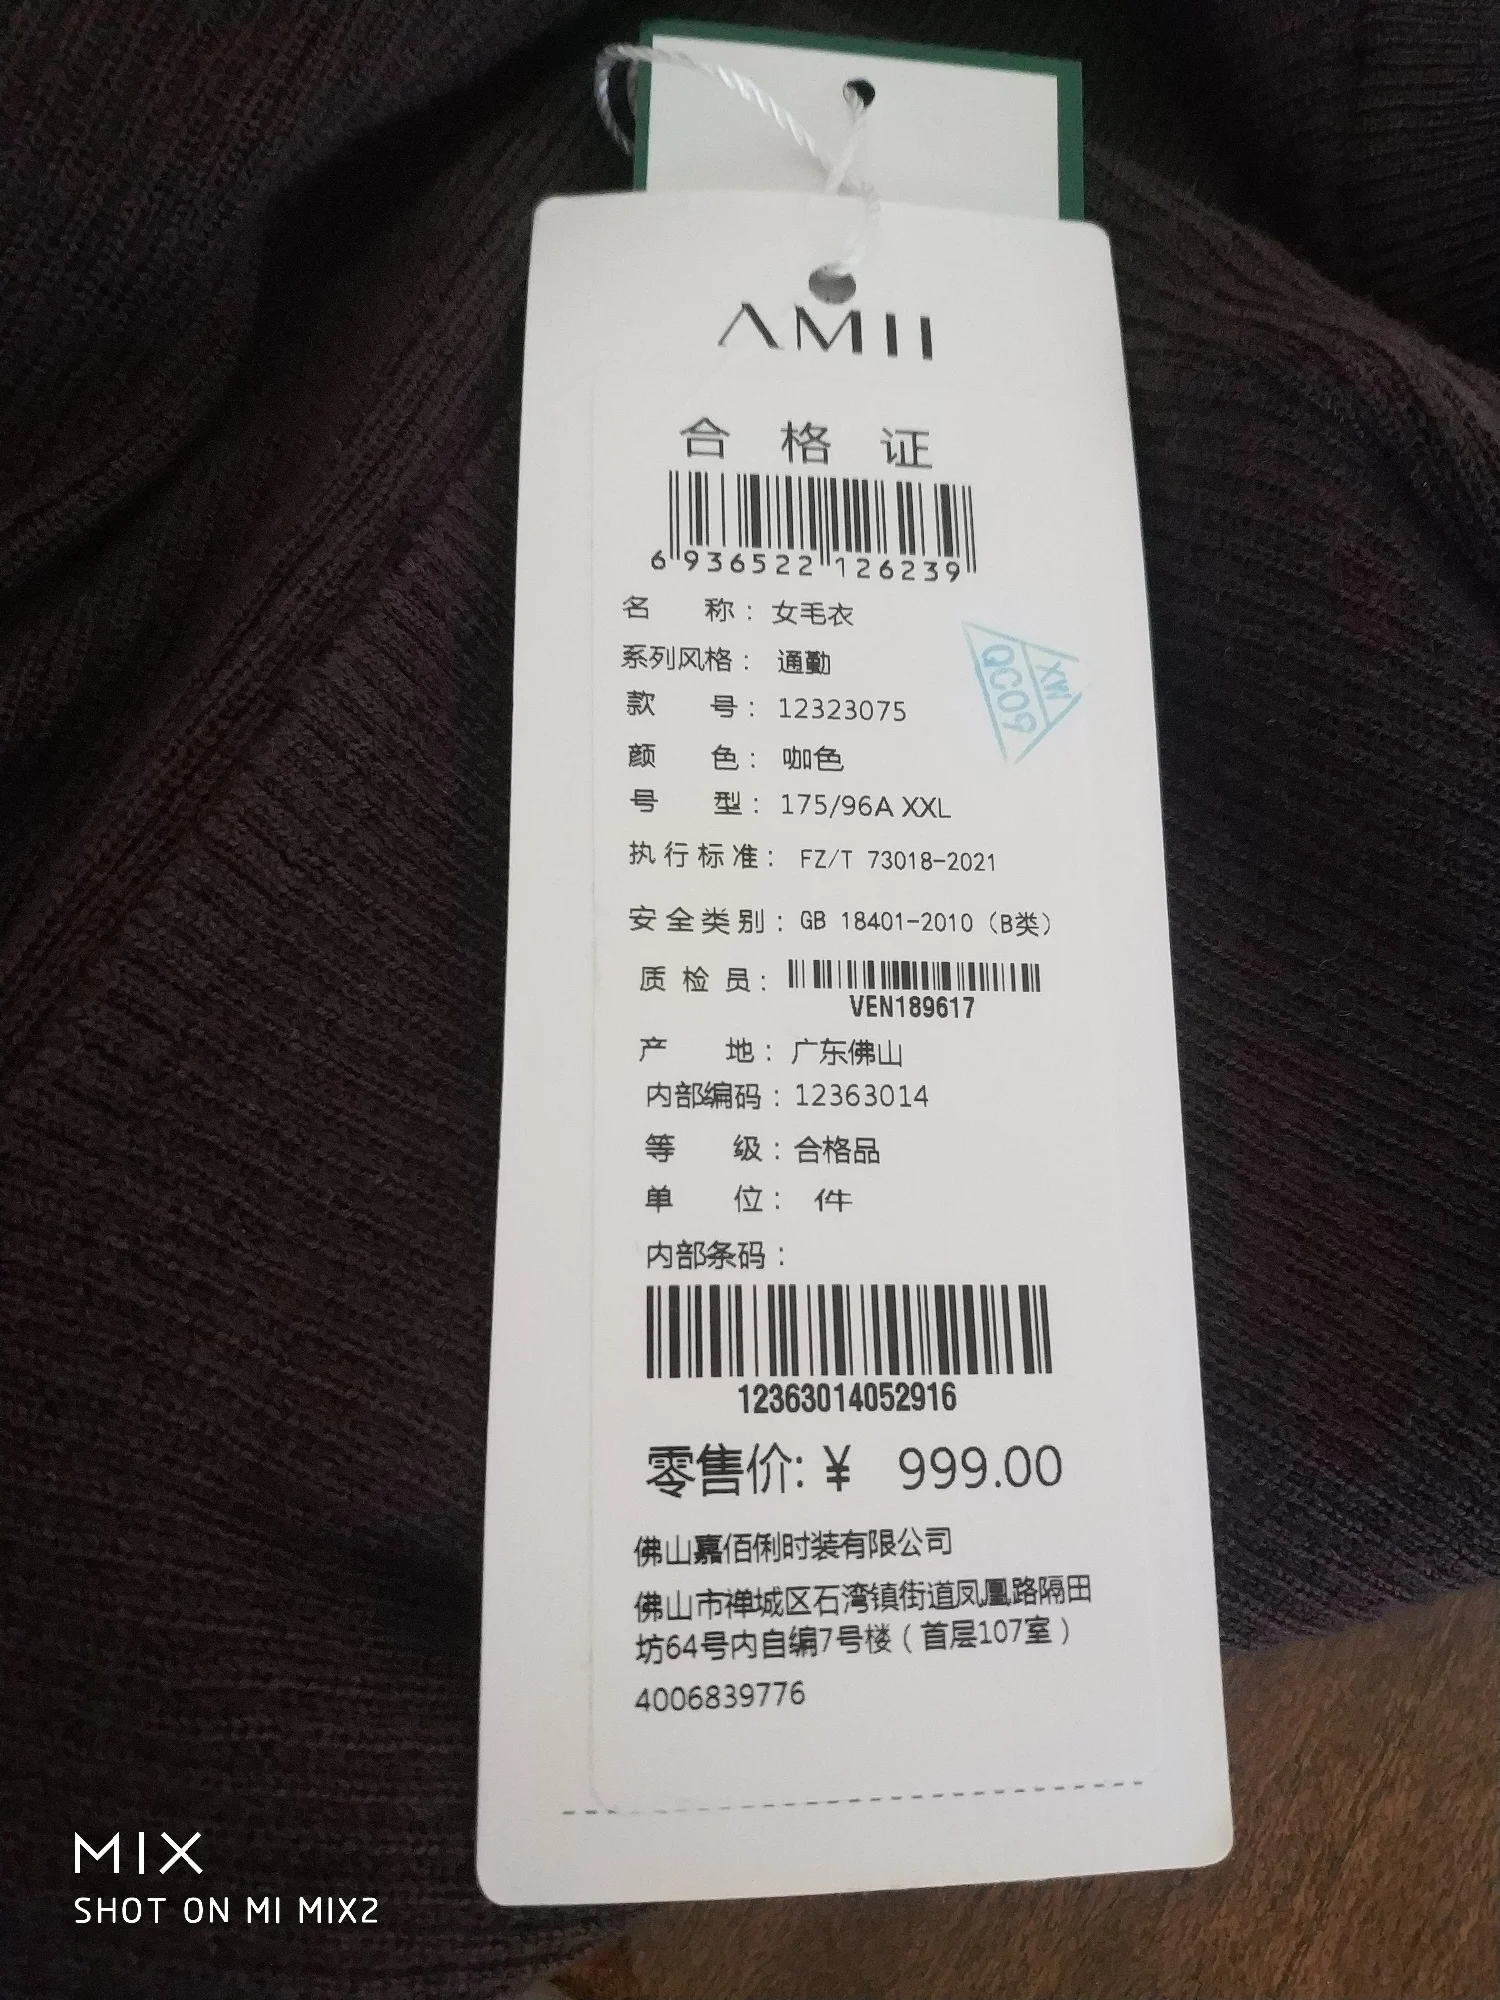 AMII
合格证
6 936522 126239
名称：女毛衣
系列风格：通勤
款号：12323075
颜色：咖色
号型：175/96A XXL
执行标准：FZ/T 73018-2021
安全类别：GB 18401-2010（B类）
质检员：
VEN189617
产地：广东佛山
内部编码：12363014
等级：合格品
单位：件
内部条码：
12363014052916
零售价:¥ 999.00
佛山嘉佰俐时装有限公司
佛山市禅城区石湾镇街道凤凰路隔田
坊64号内自编7号楼（首层107室）
4006839776
XW
QC09
MIX
SHOT ON MI MIX2